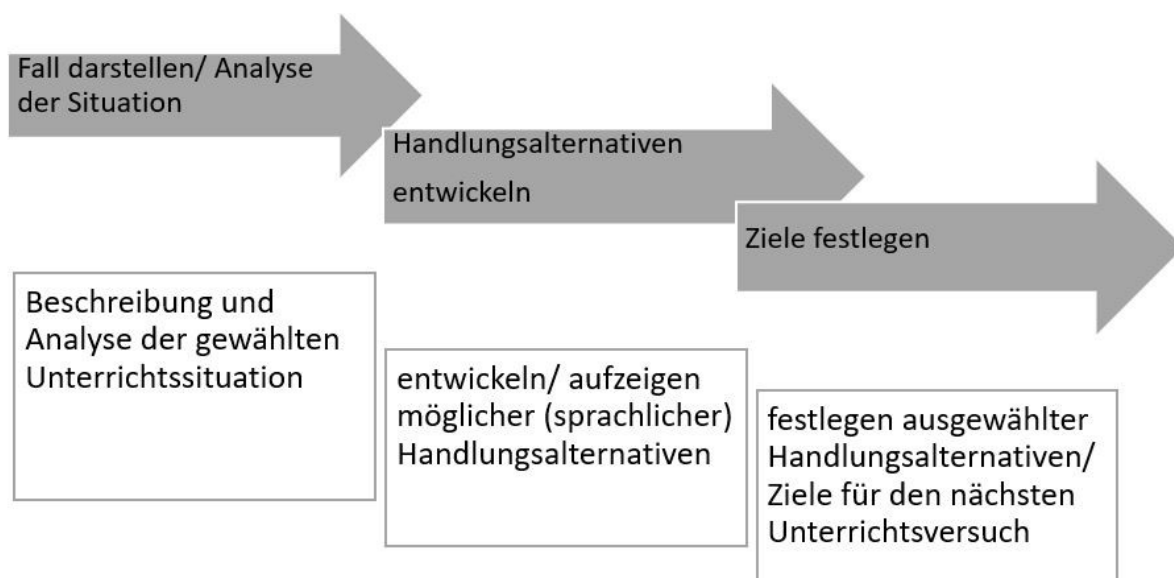 Fall darstellen/ Analyse
der Situation
Handlungsalternativen
entwickeln
Ziele festlegen
Beschreibung und
Analyse der gewählten
Unterrichtssituation
entwickeln/ aufzeigen
möglicher (sprachlicher)
Handlungsalternativen
festlegen ausgewählter
Handlungsalternativen/
Ziele für den nächsten
Unterrichtsversuch